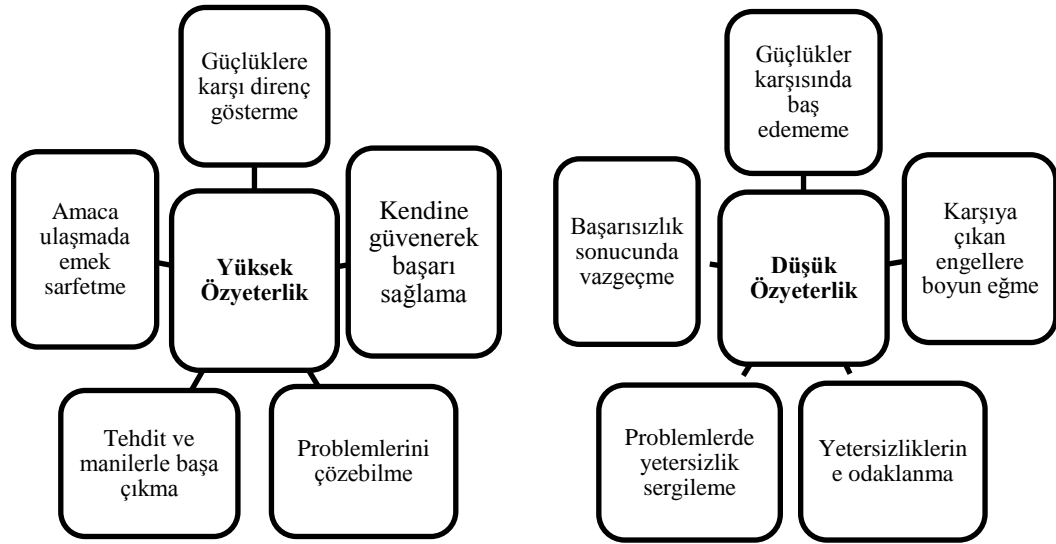 Güçlüklere
karşı direnç
gösterme
Amaca
ulaşmada
emek
sarfetme
Yüksek
Özyeterlik
Kendine
güvenerek
başarı
sağlama
Tehdit ve
manilerle başa
çıkma
Problemlerini
çözebilme
Güçlükler
karşısında
baş
edememe
Başarısızlık
sonucunda
vazgeçme
Düşük
Özyeterlik
Karşıya
çıkan
engellere
boyun eğme
Problemlerde
yetersizlik
sergileme
Yetersizliklerin
e odaklanma